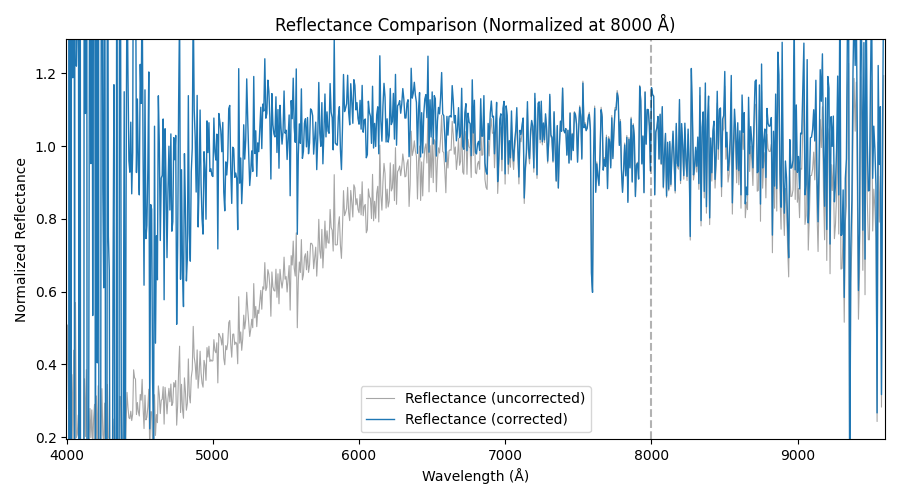 Reflectance Comparison (Normalized at 8000 Å)
Normalized Reflectance
1.2
1.0
0.8
0.6
0.4
0.2
Reflectance (uncorrected)
Reflectance (corrected)
4000 5000 6000 7000 8000 9000
Wavelength (Å)